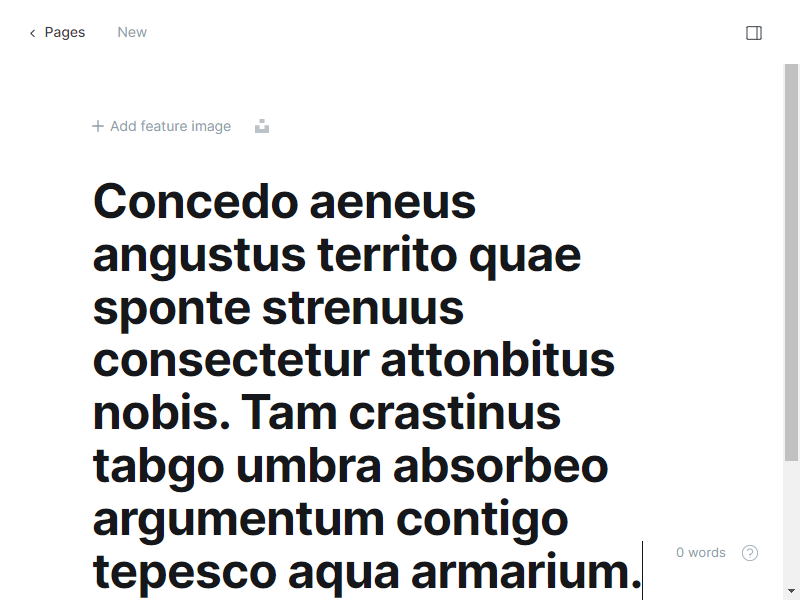 Pages New
Add feature image
Concedo aeneus
angustus territo quae
sponte strenuus
consectetur attonbitus
nobis. Tam crastinus
tabgo umbra absorbeo
argumentum contigo
tepesco aqua armarium.
0 words ?